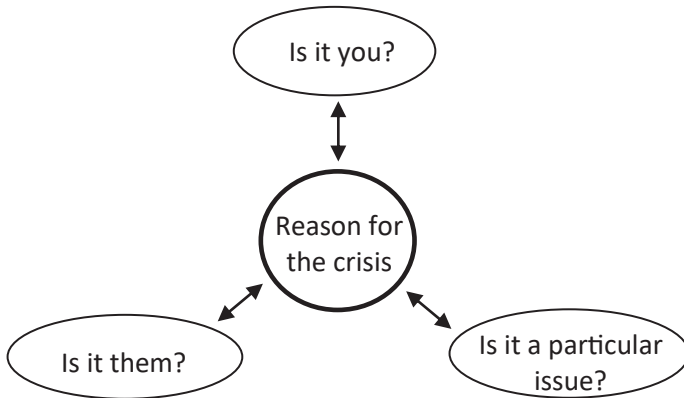 Is it you?
Reason for
the crisis
Is it them?
Is it a particular
issue?